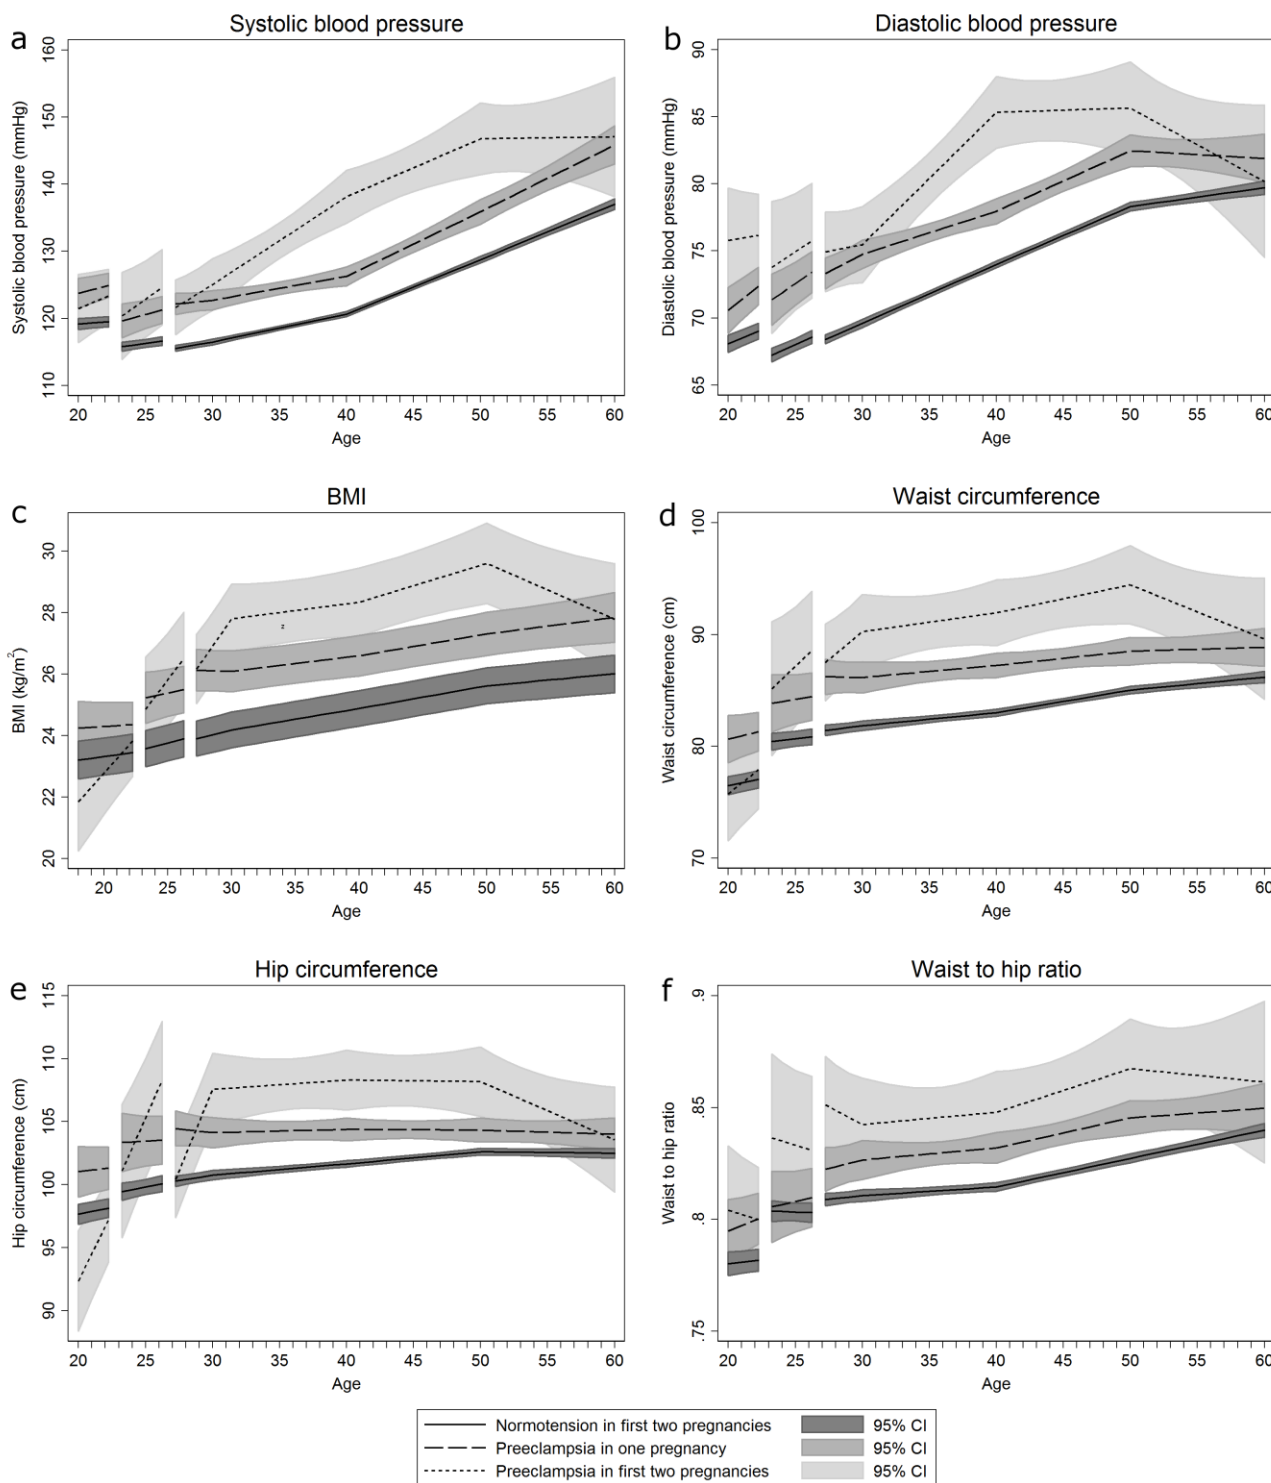 a
Systolic blood pressure
Systolic blood pressure (mmHg)
160
150
140
130
120
110
20 25 30 35 40 45 50 55 60
Age
b
Diastolic blood pressure
Diastolic blood pressure (mmHg)
90
85
80
75
70
65
20 25 30 35 40 45 50 55 60
Age
c
BMI
BMI (kg/m²)
30
28
26
24
22
20
2
20 25 30 35 40 45 50 55 60
Age
d
Waist circumference
Waist circumference (cm)
100
90
80
70
20 25 30 35 40 45 50 55 60
Age
e
Hip circumference
Hip circumference (cm)
115
110
105
100
95
90
20 25 30 35 40 45 50 55 60
Age
f
Waist to hip ratio
Waist to hip ratio
.9
.85
.8
.75
20 25 30 35 40 45 50 55 60
Age
Normotension in first two pregnancies 95% CI
Preeclampsia in one pregnancy 95% CI
Preeclampsia in first two pregnancies 95% CI